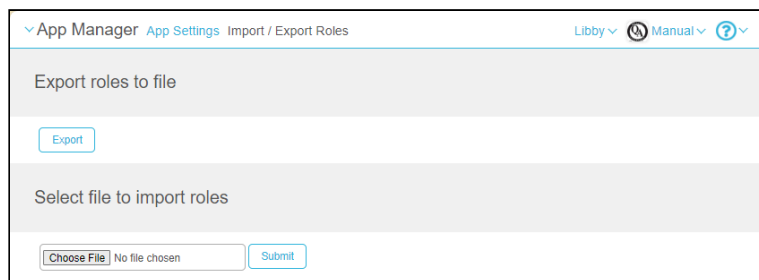 App Manager App Settings Import / Export Roles Libby QA Manual ?
Export roles to file
Export
Select file to import roles
Choose File No file chosen Submit